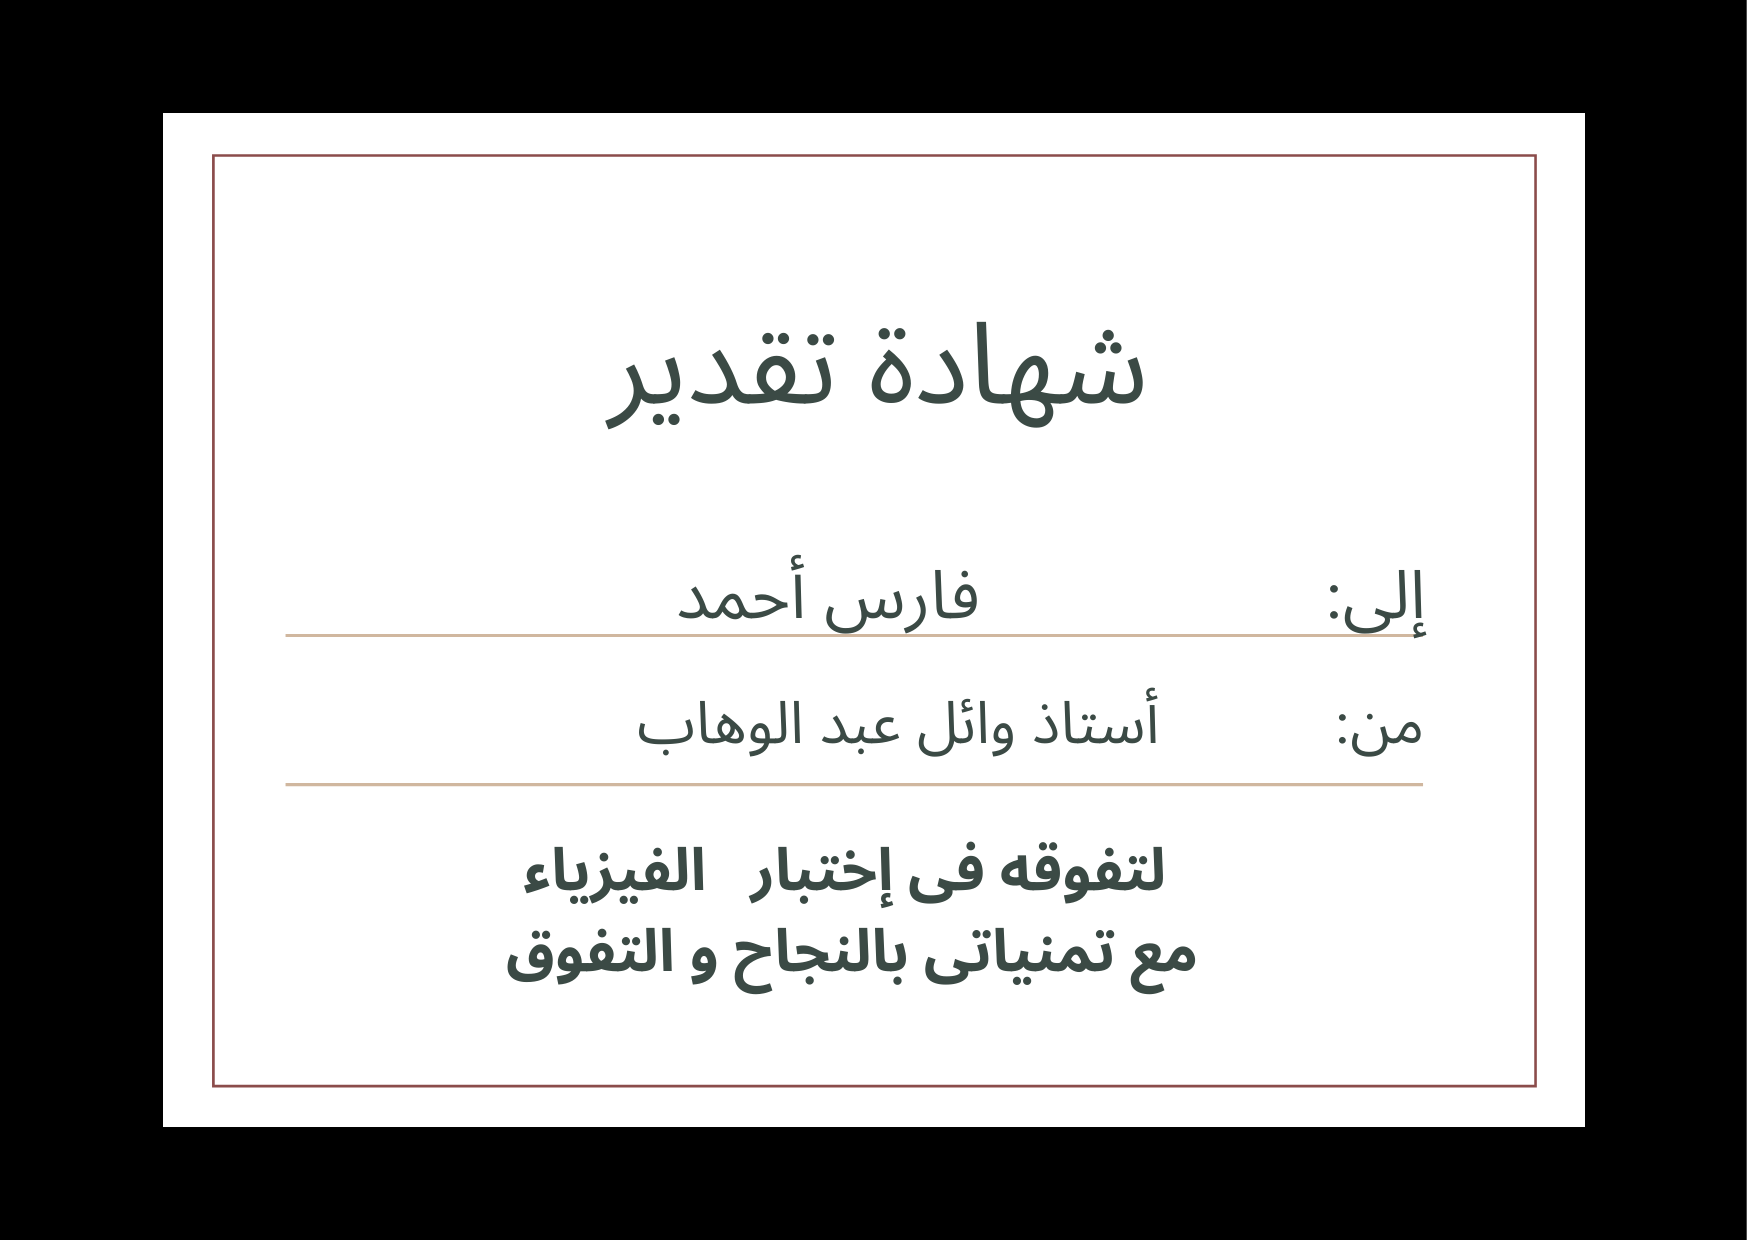 شهادة تقدير
إلى: فارس أحمد
من: أستاذ وائل عبد الوهاب
لتفوقه فى إختبار الفيزياء
مع تمنياتى بالنجاح و التفوق